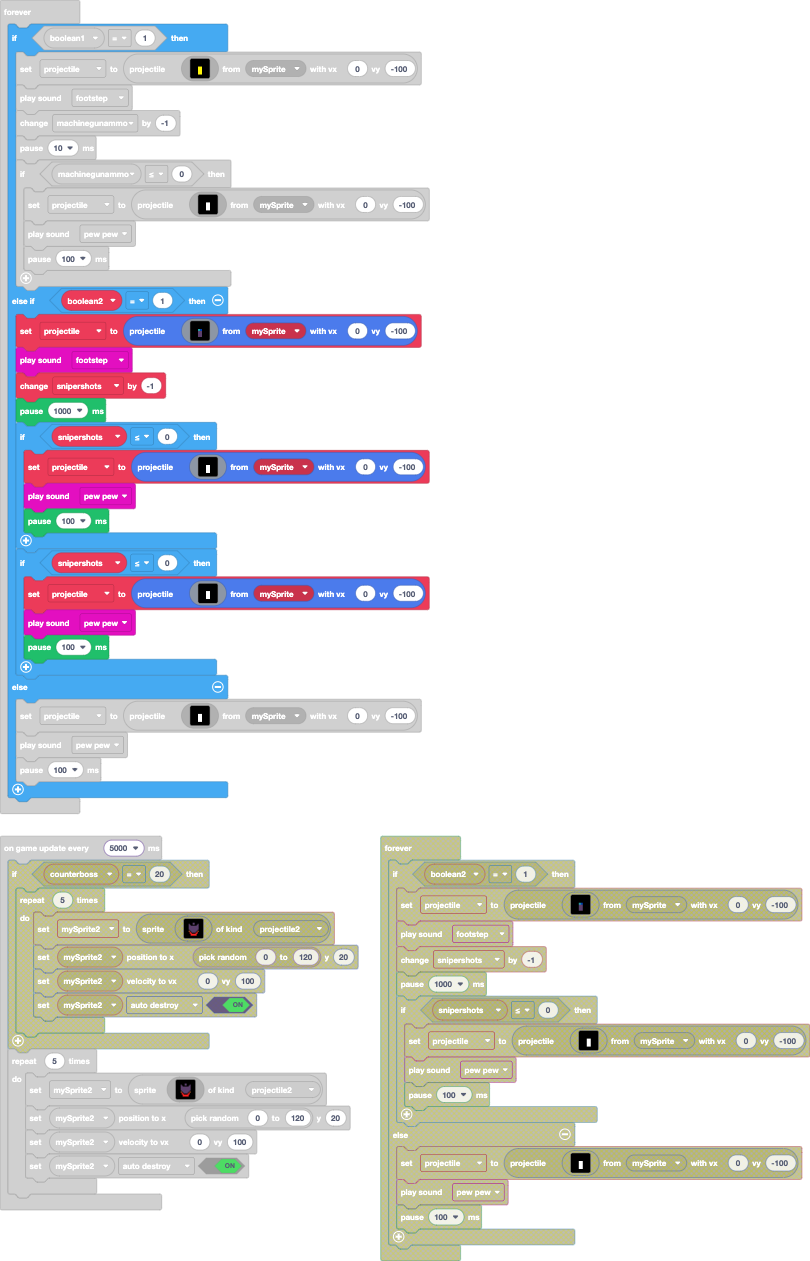 forever
if boolean1 = 1 then
set projectile to projectile from mySprite with vx 0 vy -100
play sound footstep
change machinegunammo by -1
pause 10 ms
if machinegunammo ≤ 0 then
set projectile to projectile from mySprite with vx 0 vy -100
play sound pew pew
pause 100 ms
else if boolean2 = 1 then
set projectile to projectile from mySprite with vx 0 vy -100
play sound footstep
change snipershots by -1
pause 1000 ms
if snipershots ≤ 0 then
set projectile to projectile from mySprite with vx 0 vy -100
play sound pew pew
pause 100 ms
if snipershots ≤ 0 then
set projectile to projectile from mySprite with vx 0 vy -100
play sound pew pew
pause 100 ms
else
set projectile to projectile from mySprite with vx 0 vy -100
play sound pew pew
pause 100 ms
on game update every 5000 ms
if counterboss = 20 then
repeat 5 times
do
set mySprite2 to sprite of kind projectile2
set mySprite2 position to x pick random 0 to 120 y 20
set mySprite2 velocity to vx 0 vy 100
set mySprite2 auto destroy ON
repeat 5 times
do
set mySprite2 to sprite of kind projectile2
set mySprite2 position to x pick random 0 to 120 y 20
set mySprite2 velocity to vx 0 vy 100
set mySprite2 auto destroy ON
forever
if boolean2 = 1 then
set projectile to projectile from mySprite with vx 0 vy -100
play sound footstep
change snipershots by -1
pause 1000 ms
if snipershots ≤ 0 then
set projectile to projectile from mySprite with vx 0 vy -100
play sound pew pew
pause 100 ms
else
set projectile to projectile from mySprite with vx 0 vy -100
play sound pew pew
pause 100 ms